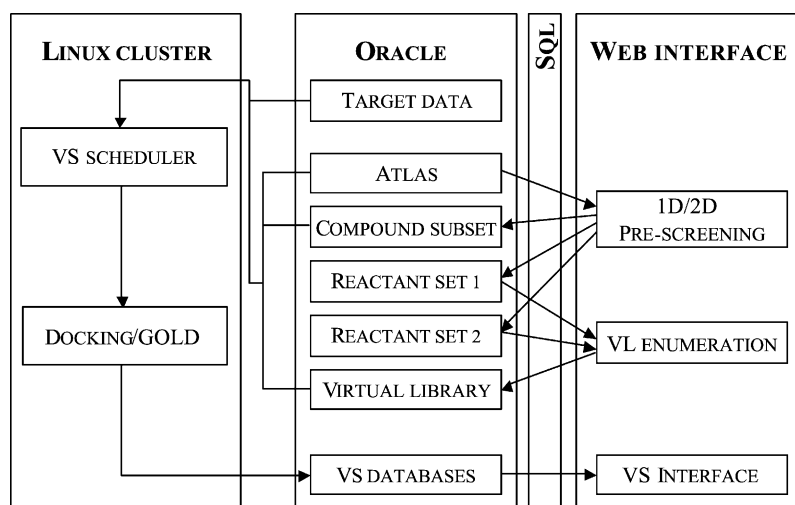 LINUX CLUSTER
ORACLE
SQL
WEB INTERFACE
TARGET DATA
VS SCHEDULER
ATLAS
1D/2D
PRE-SCREENING
COMPOUND SUBSET
REACTANT SET 1
DOCKING/GOLD
REACTANT SET 2
VL ENUMERATION
VIRTUAL LIBRARY
VS DATABASES
VS INTERFACE